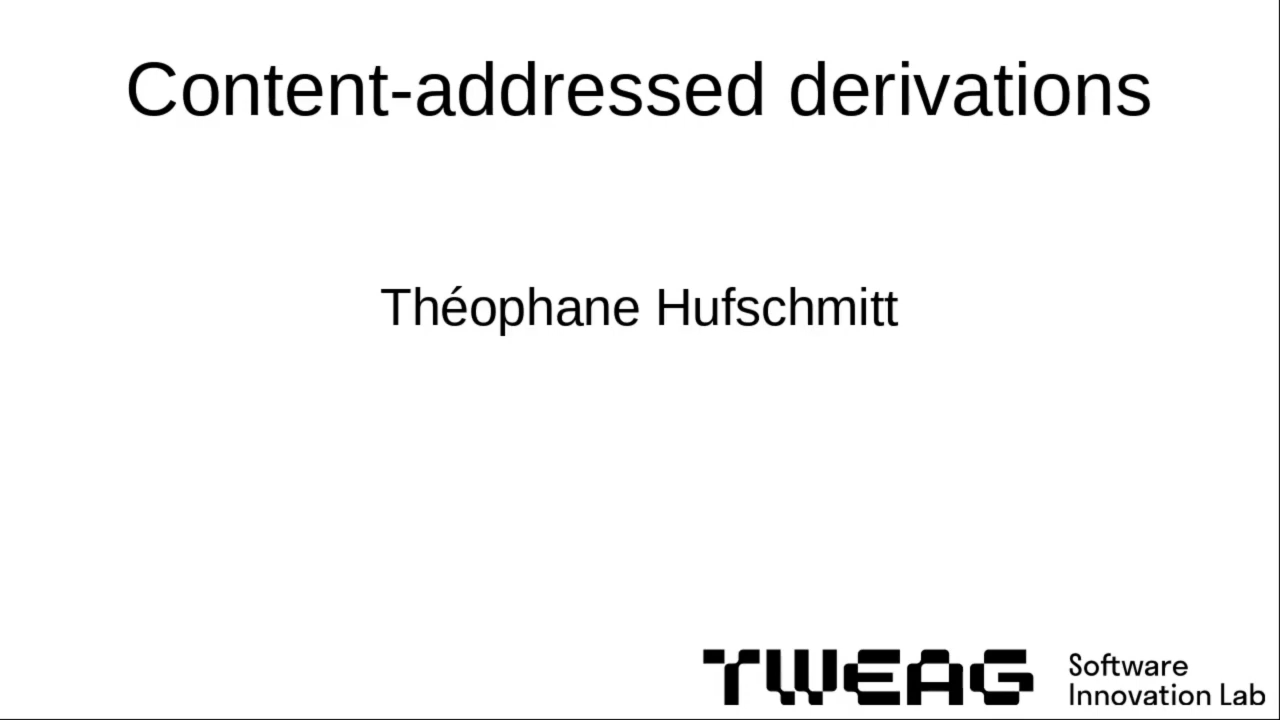 Content-addressed derivations
Théophane Hufschmitt
TWEAG
Software
Innovation Lab